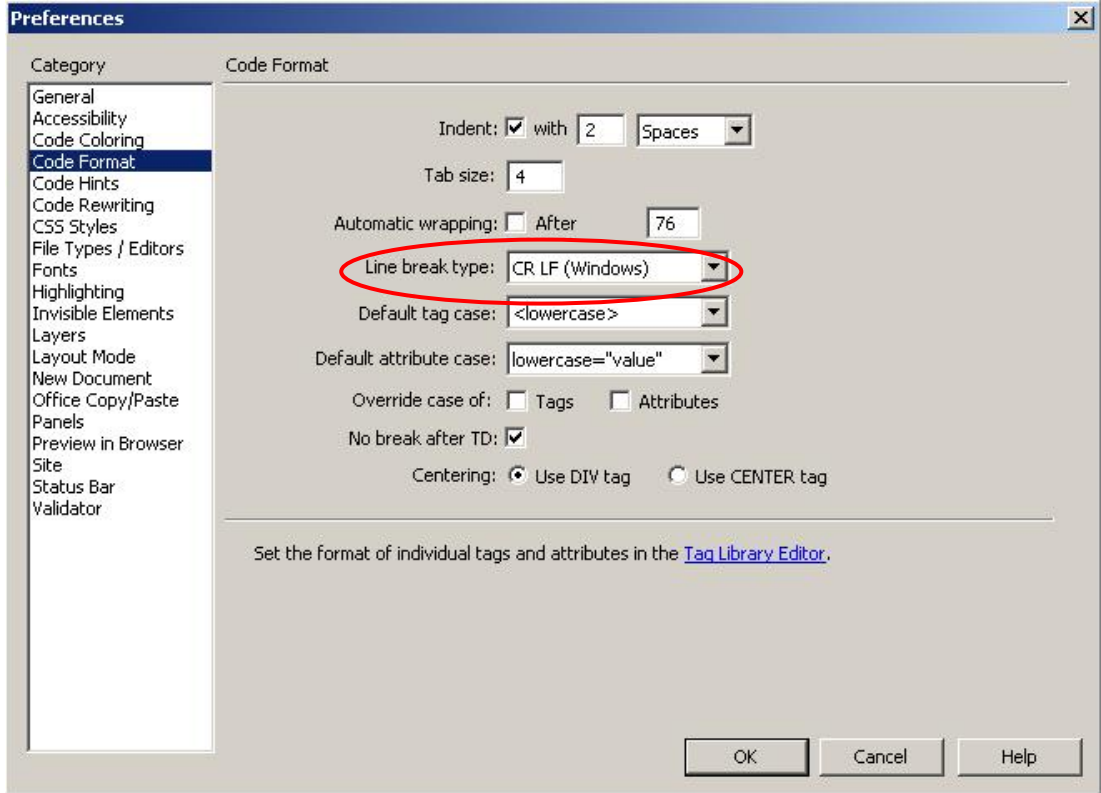 Preferences
Category
Code Format
General
Accessibility
Code Coloring
Code Format
Code Hints
Code Rewriting
CSS Styles
File Types / Editors
Fonts
Highlighting
Invisible Elements
Layers
Layout Mode
New Document
Office Copy/Paste
Panels
Preview in Browser
Site
Status Bar
Validator
Indent: with 2 Spaces
Tab size: 4
Automatic wrapping: After 76
Line break type: CR LF (Windows)
Default tag case: <lowercase>
Default attribute case: lowercase="value"
Override case of: Tags Attributes
No break after TD:
Centering: Use DIV tag Use CENTER tag
Set the format of individual tags and attributes in the Tag Library Editor.
OK Cancel Help